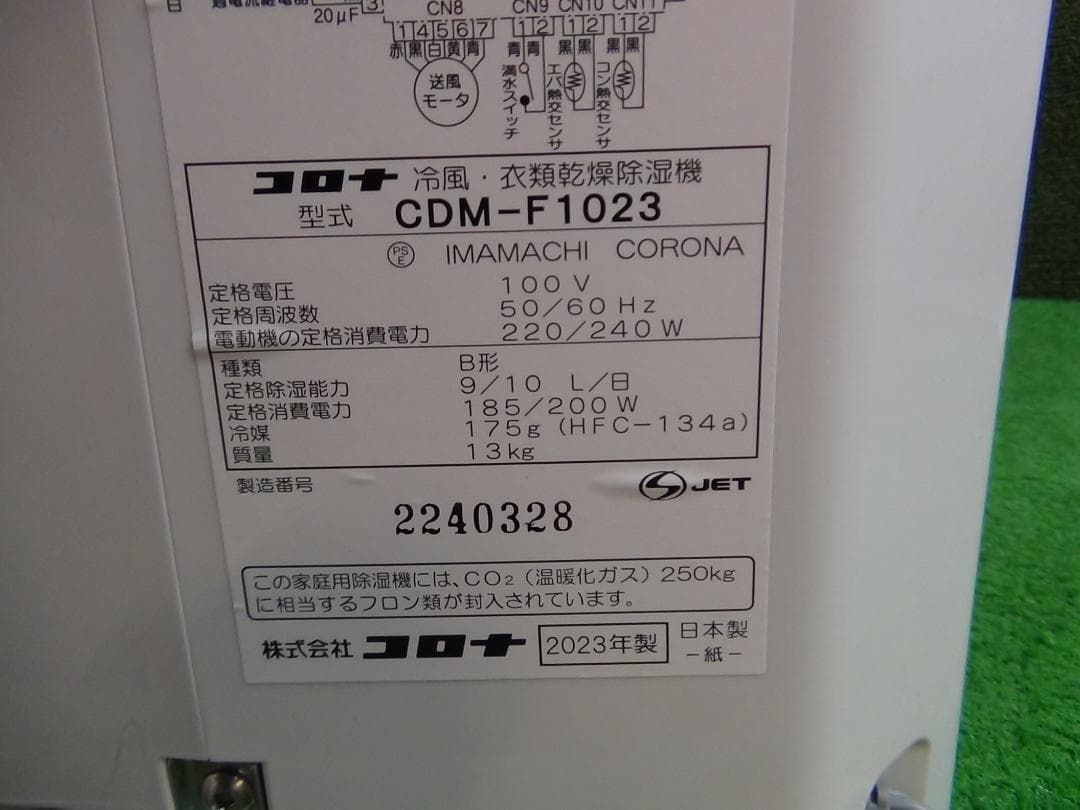 20μF 3
CN8 CN9 CN10 CN11
1 4 5 6 7 1 2 1 2 1 2
赤 黒 白 黄 青 青 青 黒 黒 黒 黒
送風
モータ
満水スイッチ
エバ熱交センサ
コン熱交センサ
コロナ 冷風・衣類乾燥除湿機
型式 CDM-F1023
PSE IMAMACHI CORONA
定格電圧 100V
定格周波数 50/60Hz
電動機の定格消費電力 220/240W
種類 B形
定格除湿能力 9/10 L/日
定格消費電力 185/200W
冷媒 175g (HFC-134a)
質量 13kg
製造番号 JET
2240328
この家庭用除湿機には、CO₂(温暖化ガス)250kg
に相当するフロン類が封入されています。
株式会社 コロナ 2023年製 日本製
-紙-